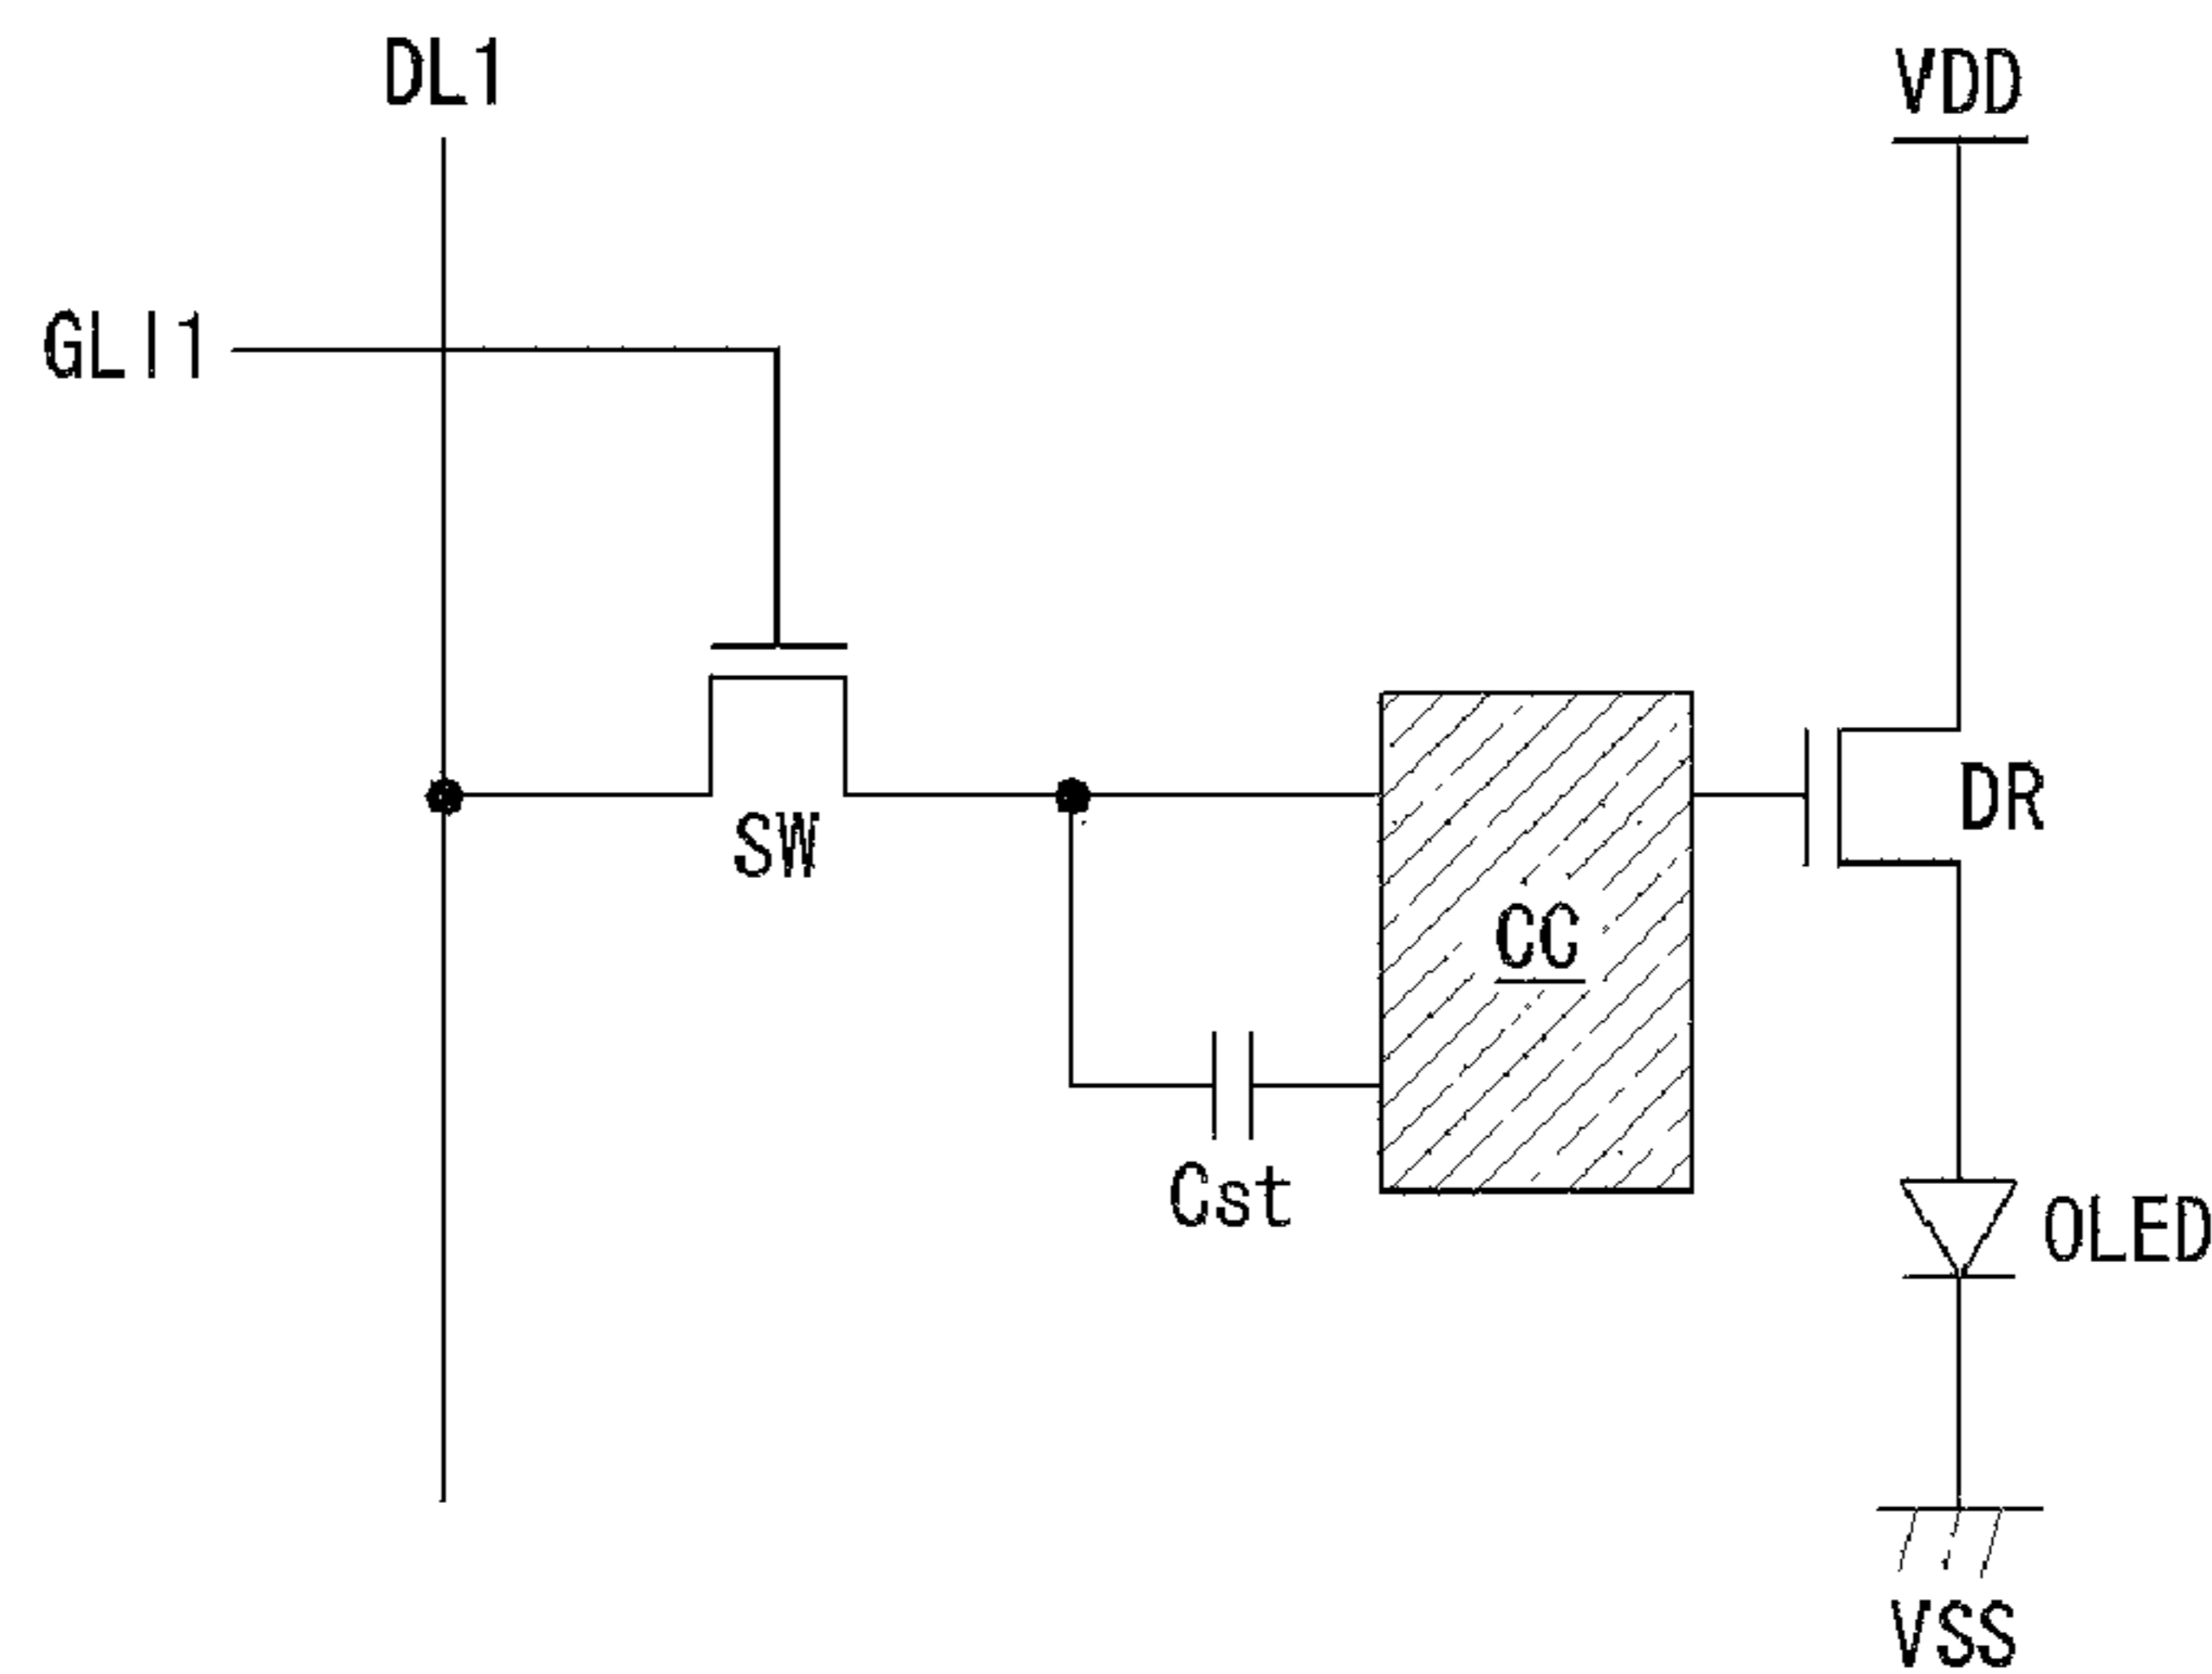 DL1
VDD
GLI1
DR
SW
CC
Cst
OLED
VSS